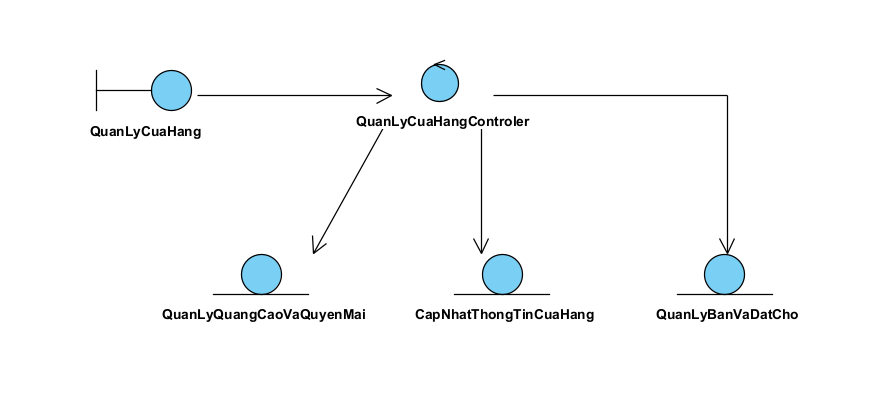 QuanLyCuaHang
QuanLyCuaHangControler
QuanLyQuangCaoVaQuyenMai
CapNhatThongTinCuaHang
QuanLyBanVaDatCho